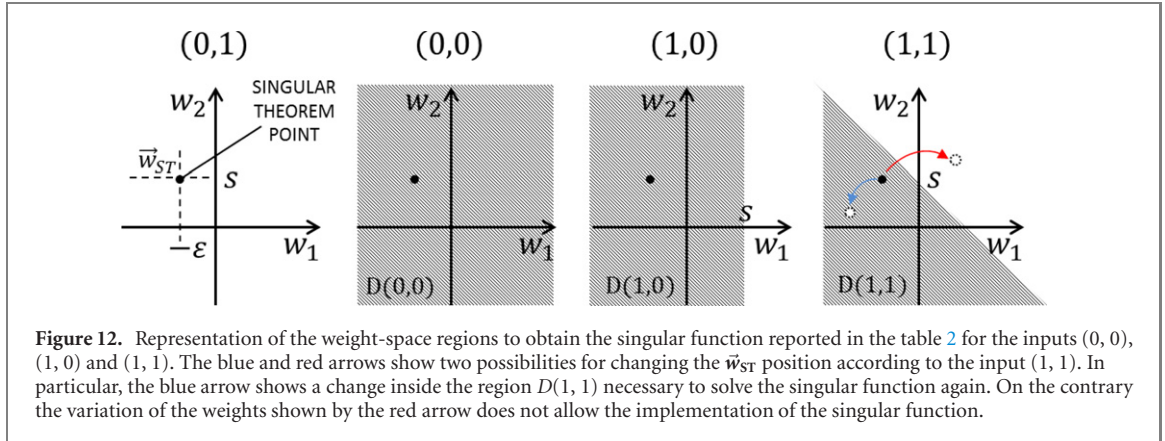 (0,1) (0,0) (1,0) (1,1)
SINGULAR
THEOREM
POINT
w₂ w₂ w₂ w₂
w⃗_ST
S S S
−ε w₁ w₁ w₁ w₁
D(0,0) D(1,0) D(1,1)
Figure 12. Representation of the weight-space regions to obtain the singular function reported in the table 2 for the inputs (0, 0),
(1, 0) and (1, 1). The blue and red arrows show two possibilities for changing the w⃗_ST position according to the input (1, 1). In
particular, the blue arrow shows a change inside the region D(1, 1) necessary to solve the singular function again. On the contrary
the variation of the weights shown by the red arrow does not allow the implementation of the singular function.